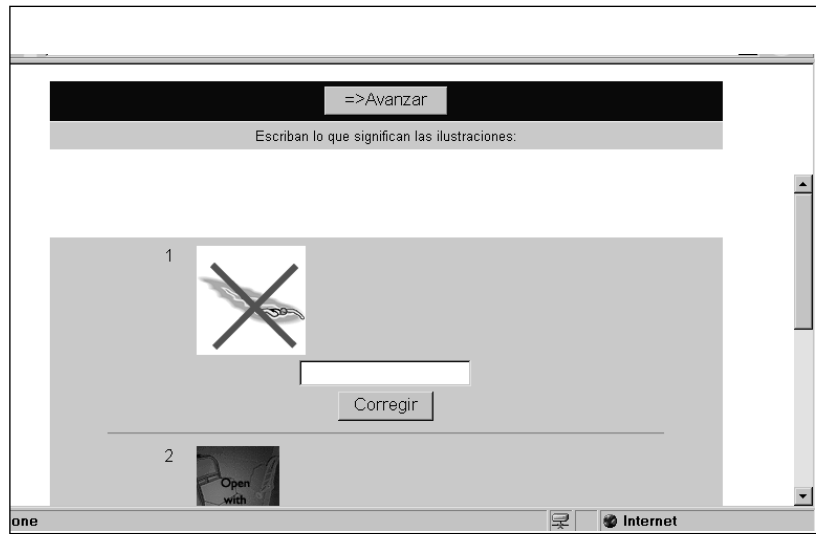 =>Avanzar
Escriban lo que significan las ilustraciones:
1
Corregir
2
Open
with
one
Internet